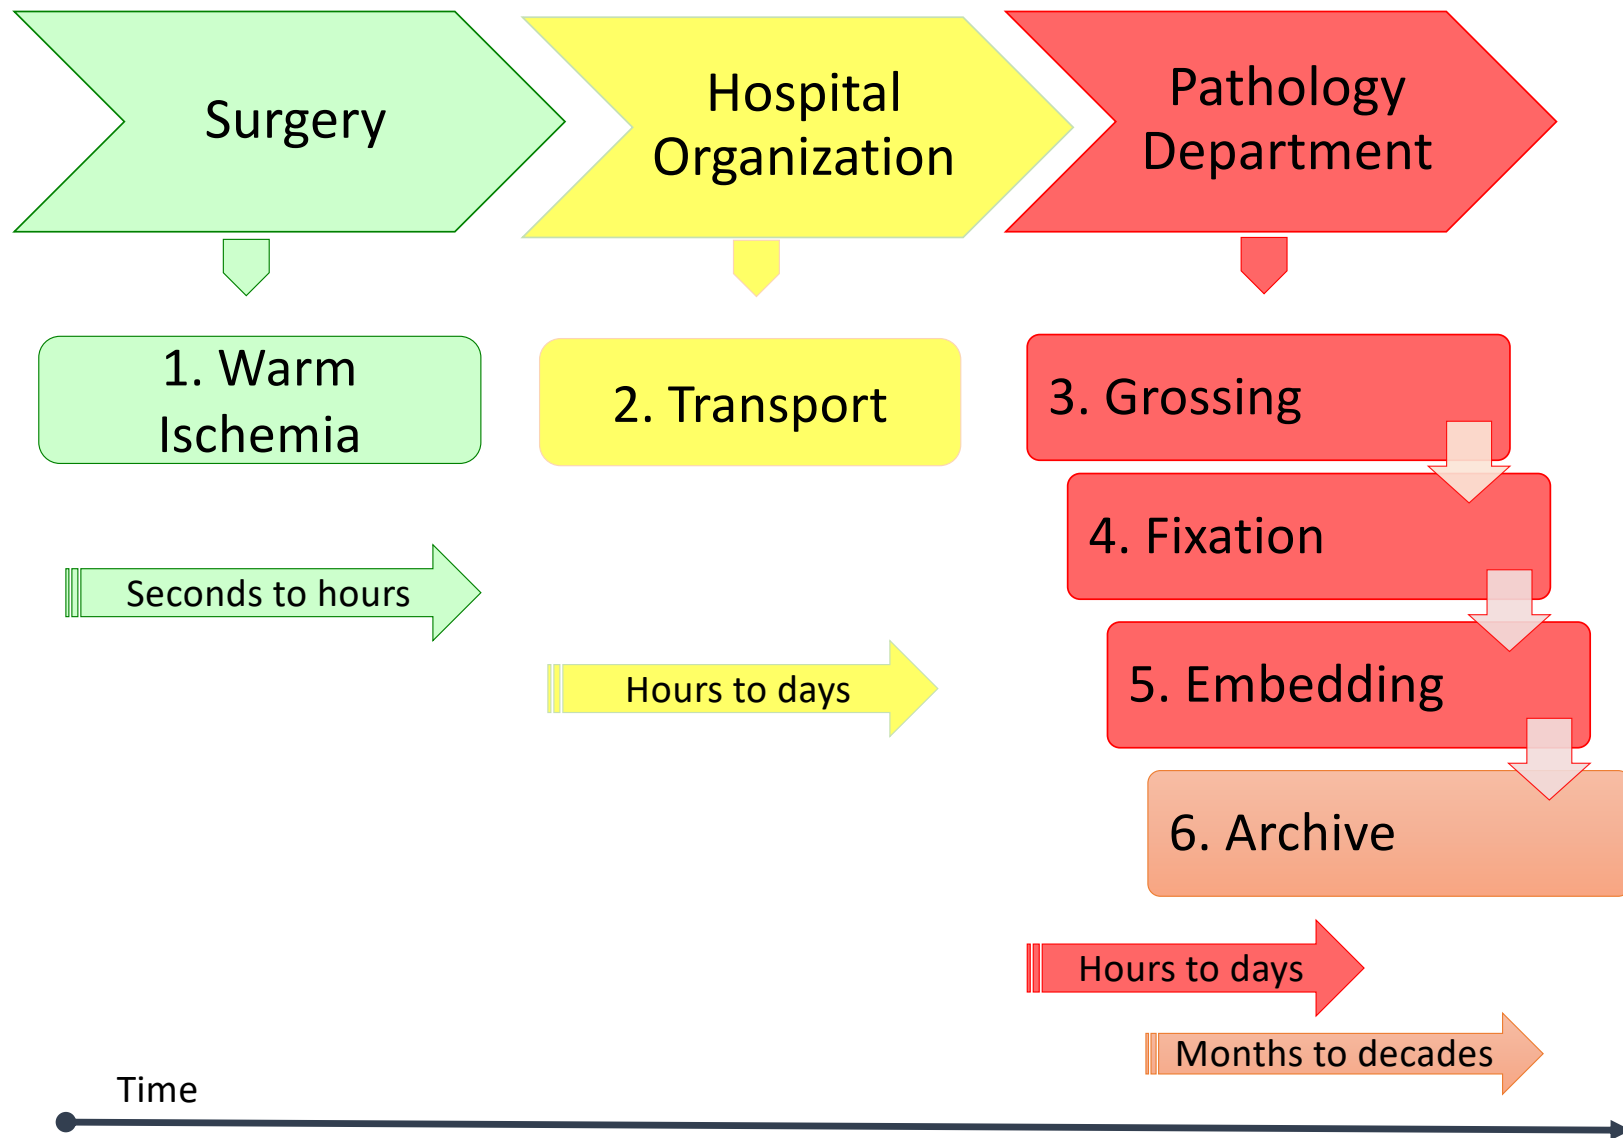 Surgery
Hospital
Organization
Pathology
Department
1. Warm
Ischemia
2. Transport
3. Grossing
4. Fixation
5. Embedding
6. Archive
Seconds to hours
Hours to days
Hours to days
Months to decades
Time